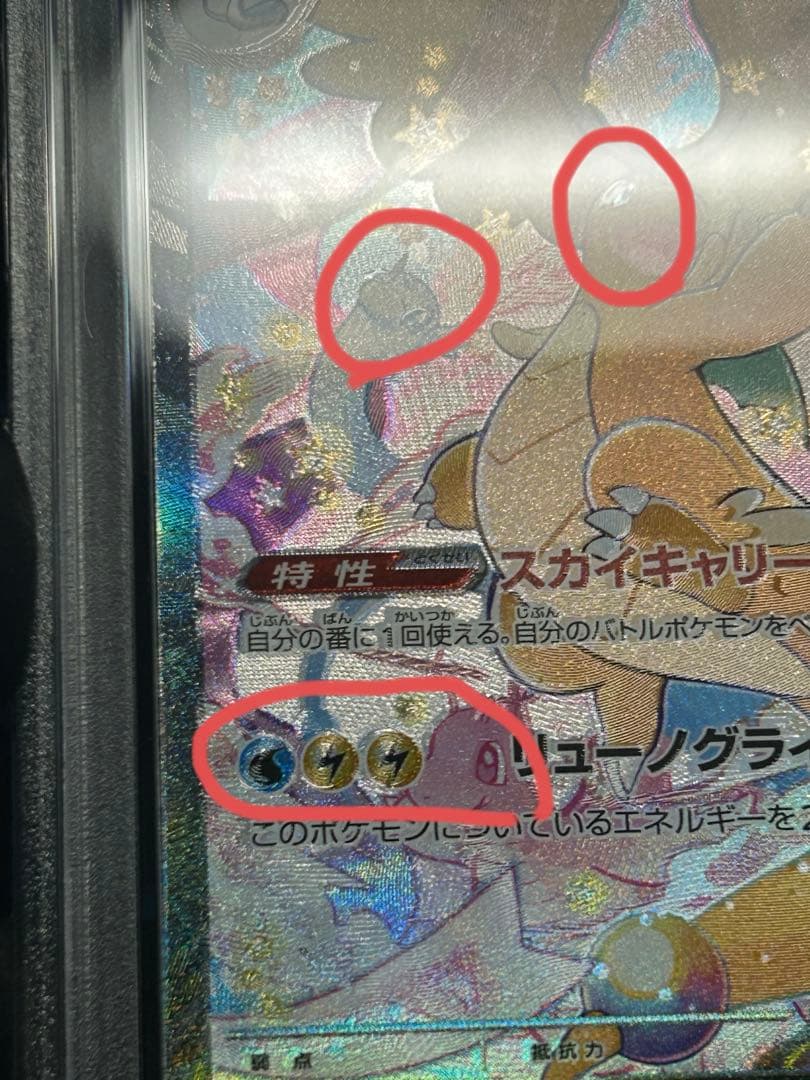 特性 とくせい スカイキャリー
じぶん ばん かいつか じぶん
自分の番に1回使える。自分のバトルポケモンをベ
リューノグライ
このポケモンについているエネルギーを2
弱点 抵抗力